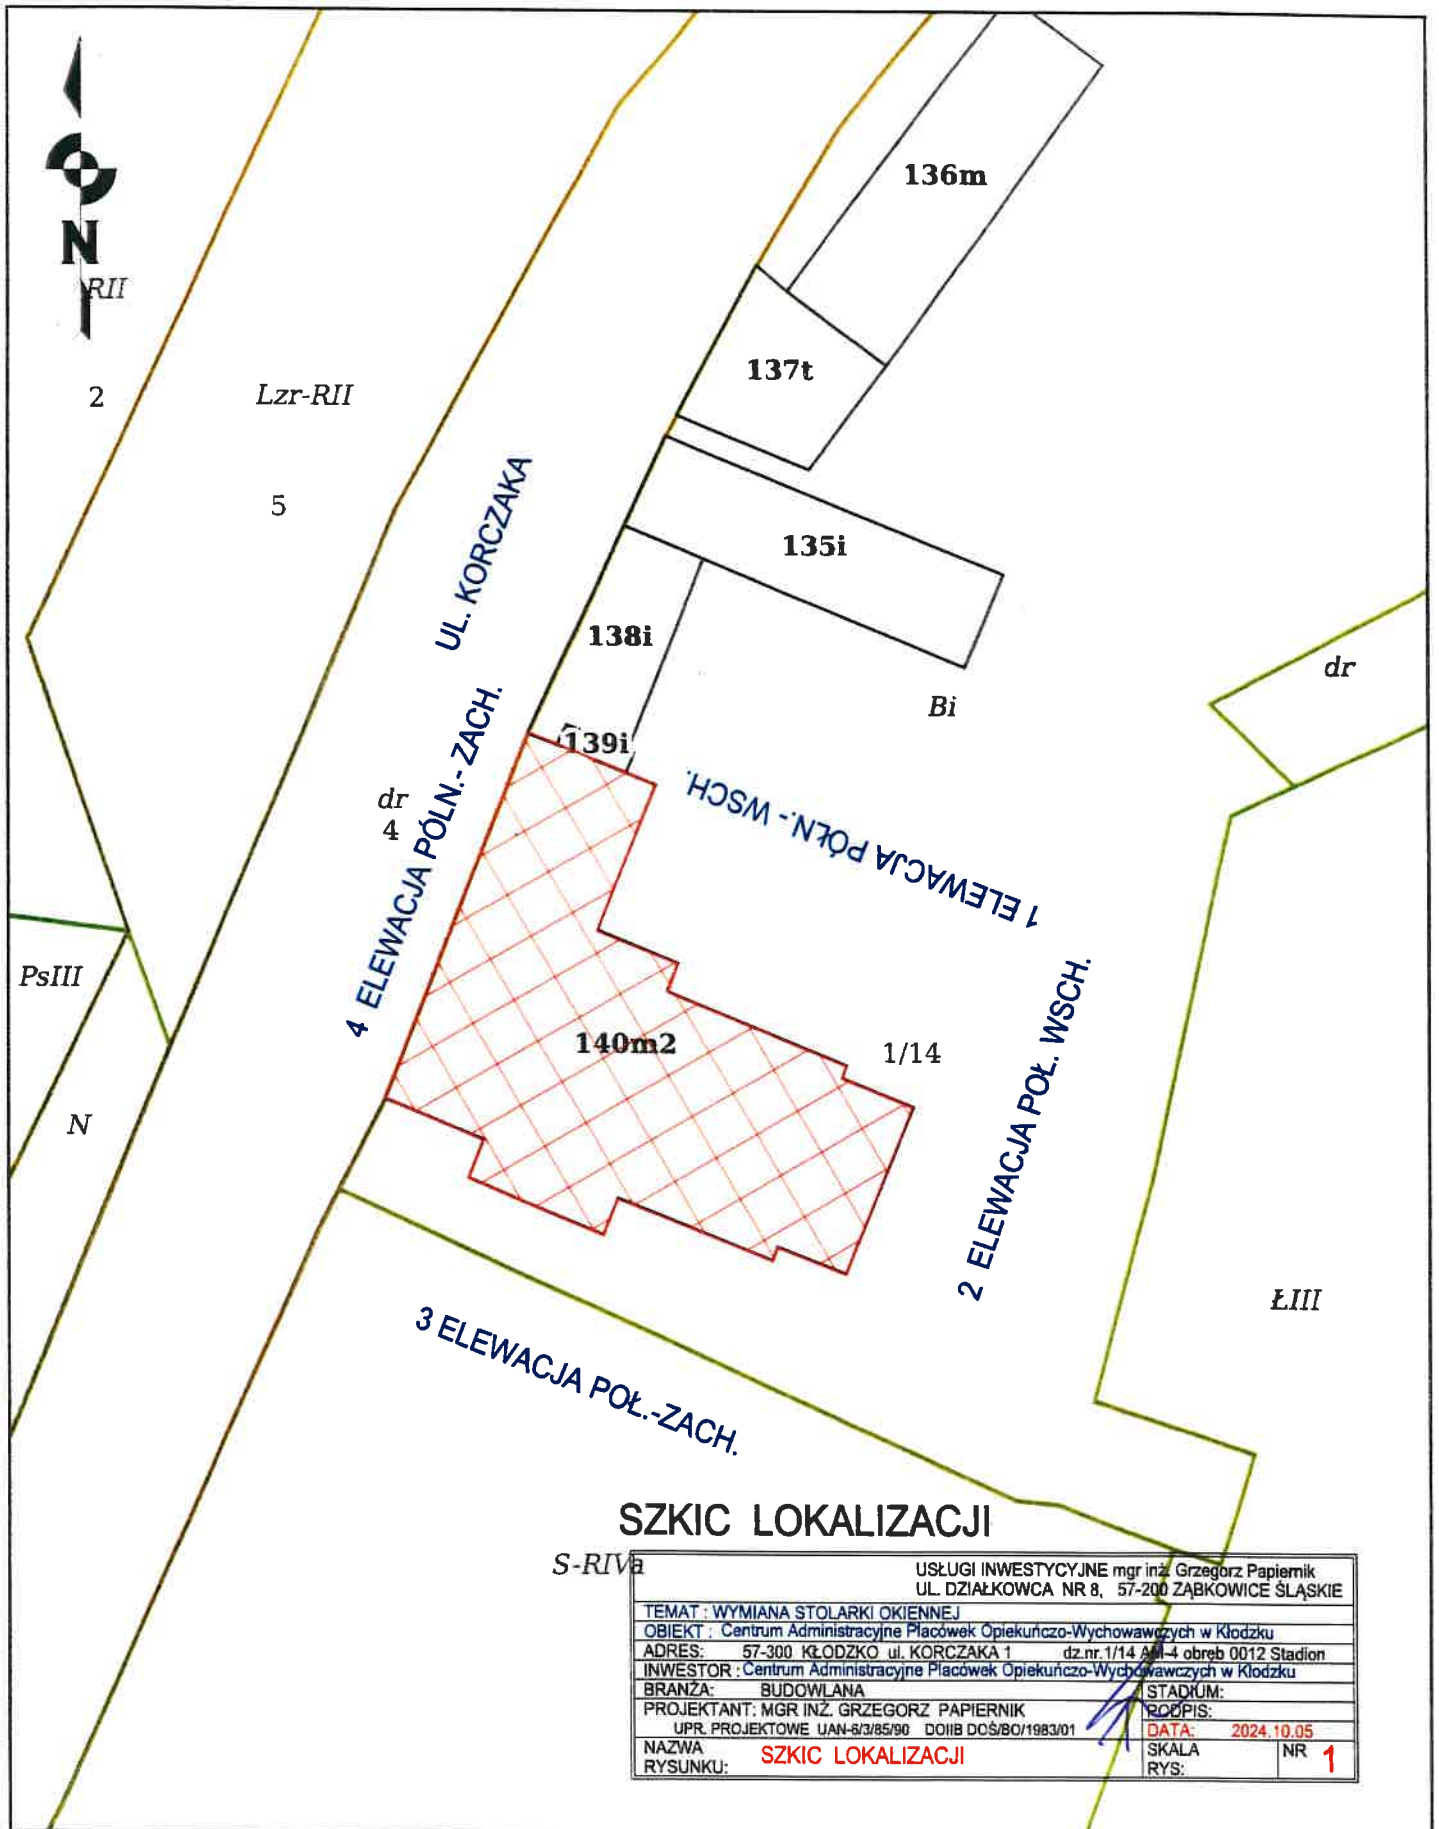 136m
N
RII
137t
2
Lzr-RII
5
UL. KORCZAKA
135i
138i
dr
Bi
139i
4 ELEWACJA PÓLN.- ZACH.
dr
4
1 ELEWACJA PÓŁN.- WSCH.
PsIII
140m2
1/14
2 ELEWACJA POŁ. WSCH.
N
ŁIII
3 ELEWACJA POŁ.-ZACH.
SZKIC LOKALIZACJI
S-RIVa
USŁUGI INWESTYCYJNE mgr inż. Grzegorz Papiernik
UL. DZIAŁKOWCA NR 8, 57-200 ZĄBKOWICE ŚLĄSKIE
TEMAT : WYMIANA STOLARKI OKIENNEJ
OBIEKT : Centrum Administracyjne Placówek Opiekuńczo-Wychowawczych w Kłodzku
ADRES: 57-300 KŁODZKO ul. KORCZAKA 1 dz.nr.1/14 AM-4 obręb 0012 Stadion
INWESTOR : Centrum Administracyjne Placówek Opiekuńczo-Wychowawczych w Kłodzku
BRANŻA: BUDOWLANA STADIUM:
PROJEKTANT: MGR INŻ. GRZEGORZ PAPIERNIK PODPIS:
UPR. PROJEKTOWE UAN-6/3/85/90 DOIIB DOŚ/BO/1983/01 DATA: 2024.10.05
NAZWA RYSUNKU: SZKIC LOKALIZACJI SKALA RYS: NR 1